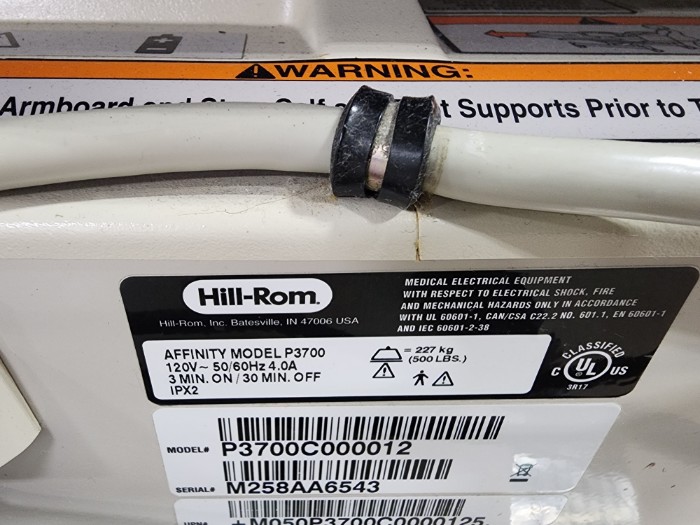 WARNING:
Armboard and
t Supports Prior to T
Hill-Rom.
Hill-Rom, Inc. Batesville, IN 47006 USA
MEDICAL ELECTRICAL EQUIPMENT
WITH RESPECT TO ELECTRICAL SHOCK, FIRE
AND MECHANICAL HAZARDS ONLY IN ACCORDANCE
WITH UL 60601-1, CAN/CSA C22.2 NO. 601.1, EN 60601-1
AND IEC 60601-2-38
AFFINITY MODEL P3700
120V~ 50/60Hz 4.0A
3 MIN. ON / 30 MIN. OFF
IPX2
= 227 kg
(500 LBS.)
CLASSIFIED
C UL US
3R17
MODEL# P3700C000012
SERIAL# M258AA6543
UPN# +M050P3700C0000125